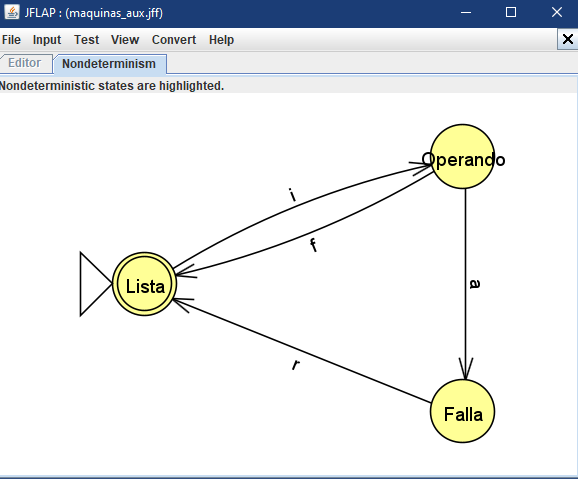 JFLAP : (maquinas_aux.jff)
File Input Test View Convert Help
Editor Nondeterminism
Nondeterministic states are highlighted.
Operando
i
f
Lista
a
r
Falla